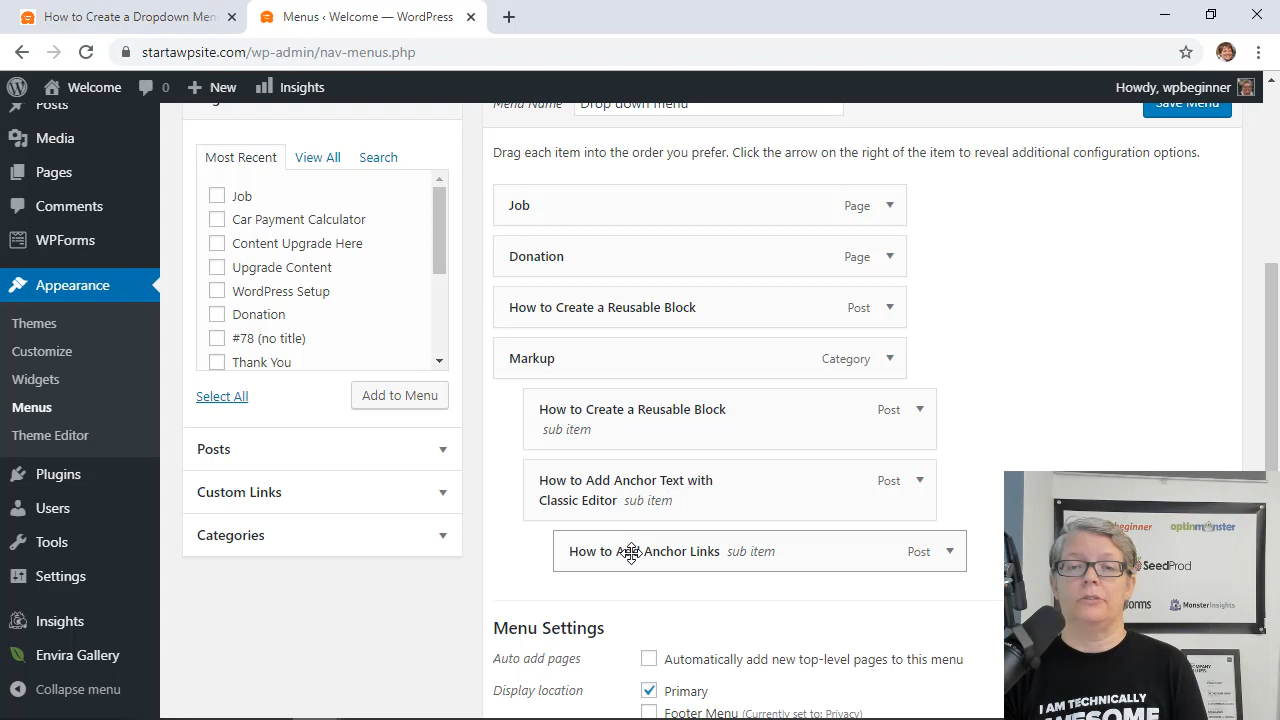 How to Create a Dropdown Men
Menus ‹ Welcome — WordPress
startawpsite.com/wp-admin/nav-menus.php
Welcome
0
New
Insights
Howdy, wpbeginner
Posts
Media
Pages
Comments
WPForms
Appearance
Themes
Customize
Widgets
Menus
Theme Editor
Plugins
Users
Tools
Settings
Insights
Envira Gallery
Collapse menu
Most Recent
View All
Search
Job
Car Payment Calculator
Content Upgrade Here
Upgrade Content
WordPress Setup
Donation
#78 (no title)
Thank You
Select All
Add to Menu
Posts
Custom Links
Categories
Menu Name
Drop down menu
Save Menu
Drag each item into the order you prefer. Click the arrow on the right of the item to reveal additional configuration options.
Job
Page
Donation
Page
How to Create a Reusable Block
Post
Markup
Category
How to Create a Reusable Block
Post
sub item
How to Add Anchor Text with
Post
Classic Editor sub item
How to Add Anchor Links sub item
Post
Menu Settings
Auto add pages
Automatically add new top-level pages to this menu
Display location
Primary
Footer Menu (Currently set to: Privacy)
beginner
optinmonster
SeedProd
forms
MonsterInsights
I AM TECHNICALLY
AWESOME